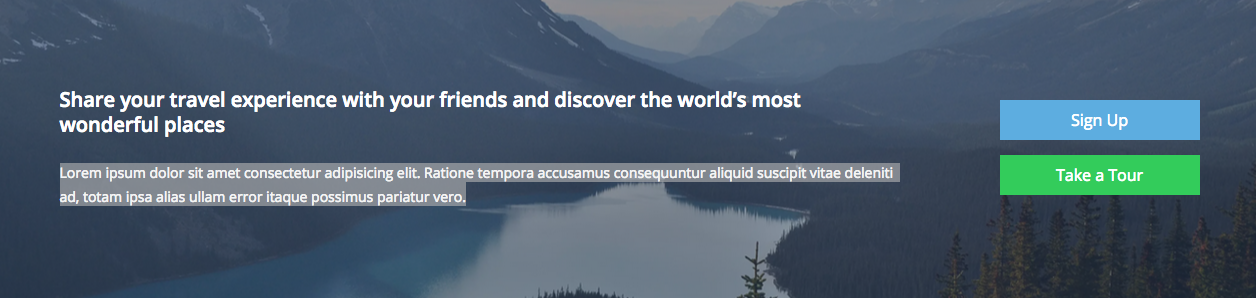 Share your travel experience with your friends and discover the world’s most
wonderful places
Lorem ipsum dolor sit amet consectetur adipisicing elit. Ratione tempora accusamus consequuntur aliquid suscipit vitae deleniti
ad, totam ipsa alias ullam error itaque possimus pariatur vero.
Sign Up
Take a Tour